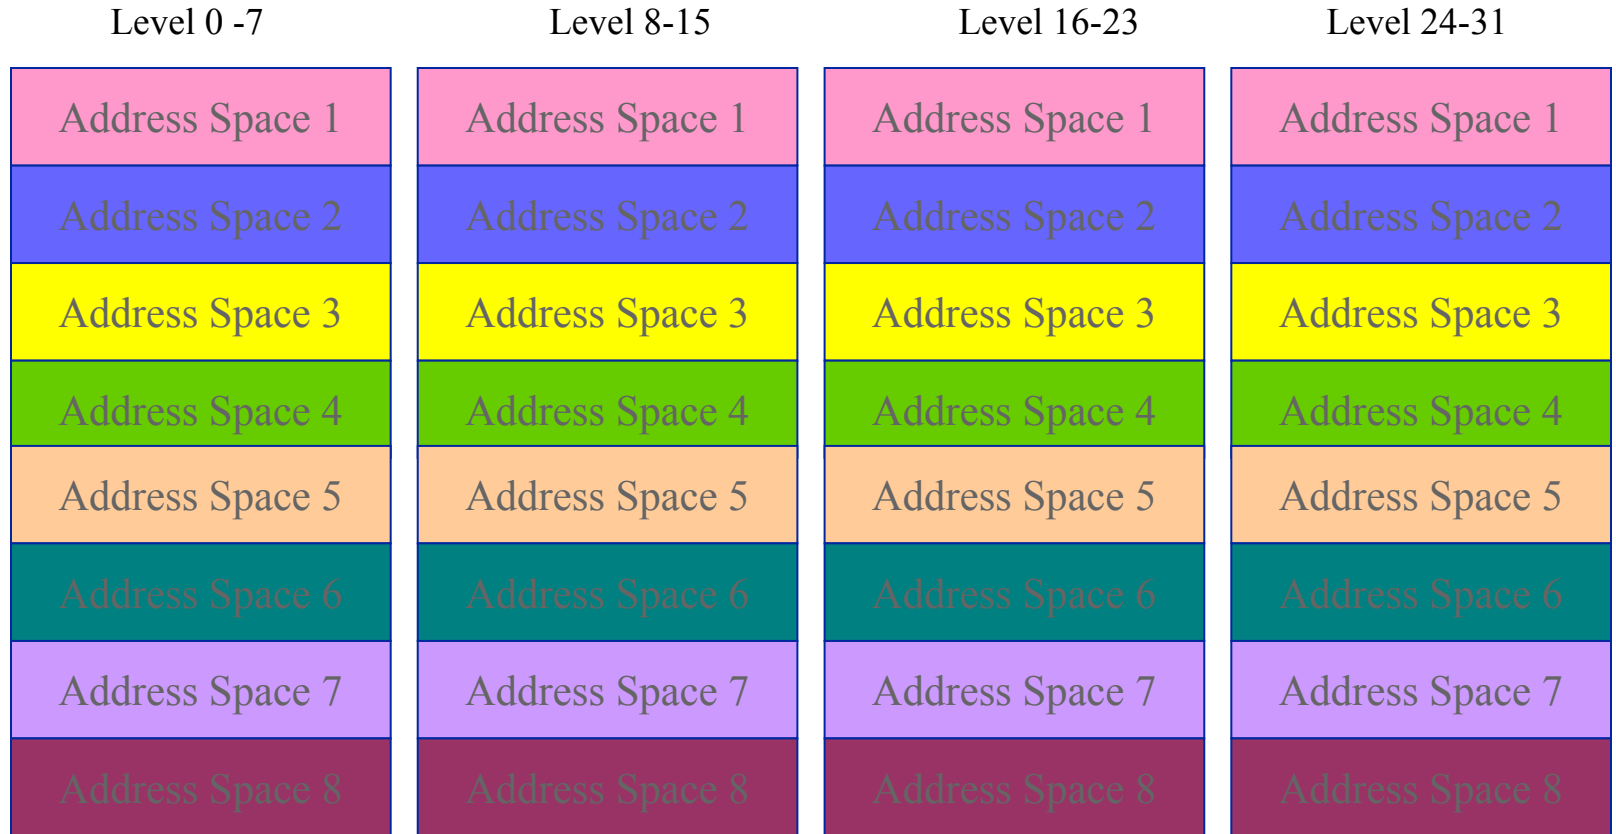 Level 0 -7 Level 8-15 Level 16-23 Level 24-31
Address Space 1 Address Space 1 Address Space 1 Address Space 1
Address Space 2 Address Space 2 Address Space 2 Address Space 2
Address Space 3 Address Space 3 Address Space 3 Address Space 3
Address Space 4 Address Space 4 Address Space 4 Address Space 4
Address Space 5 Address Space 5 Address Space 5 Address Space 5
Address Space 6 Address Space 6 Address Space 6 Address Space 6
Address Space 7 Address Space 7 Address Space 7 Address Space 7
Address Space 8 Address Space 8 Address Space 8 Address Space 8